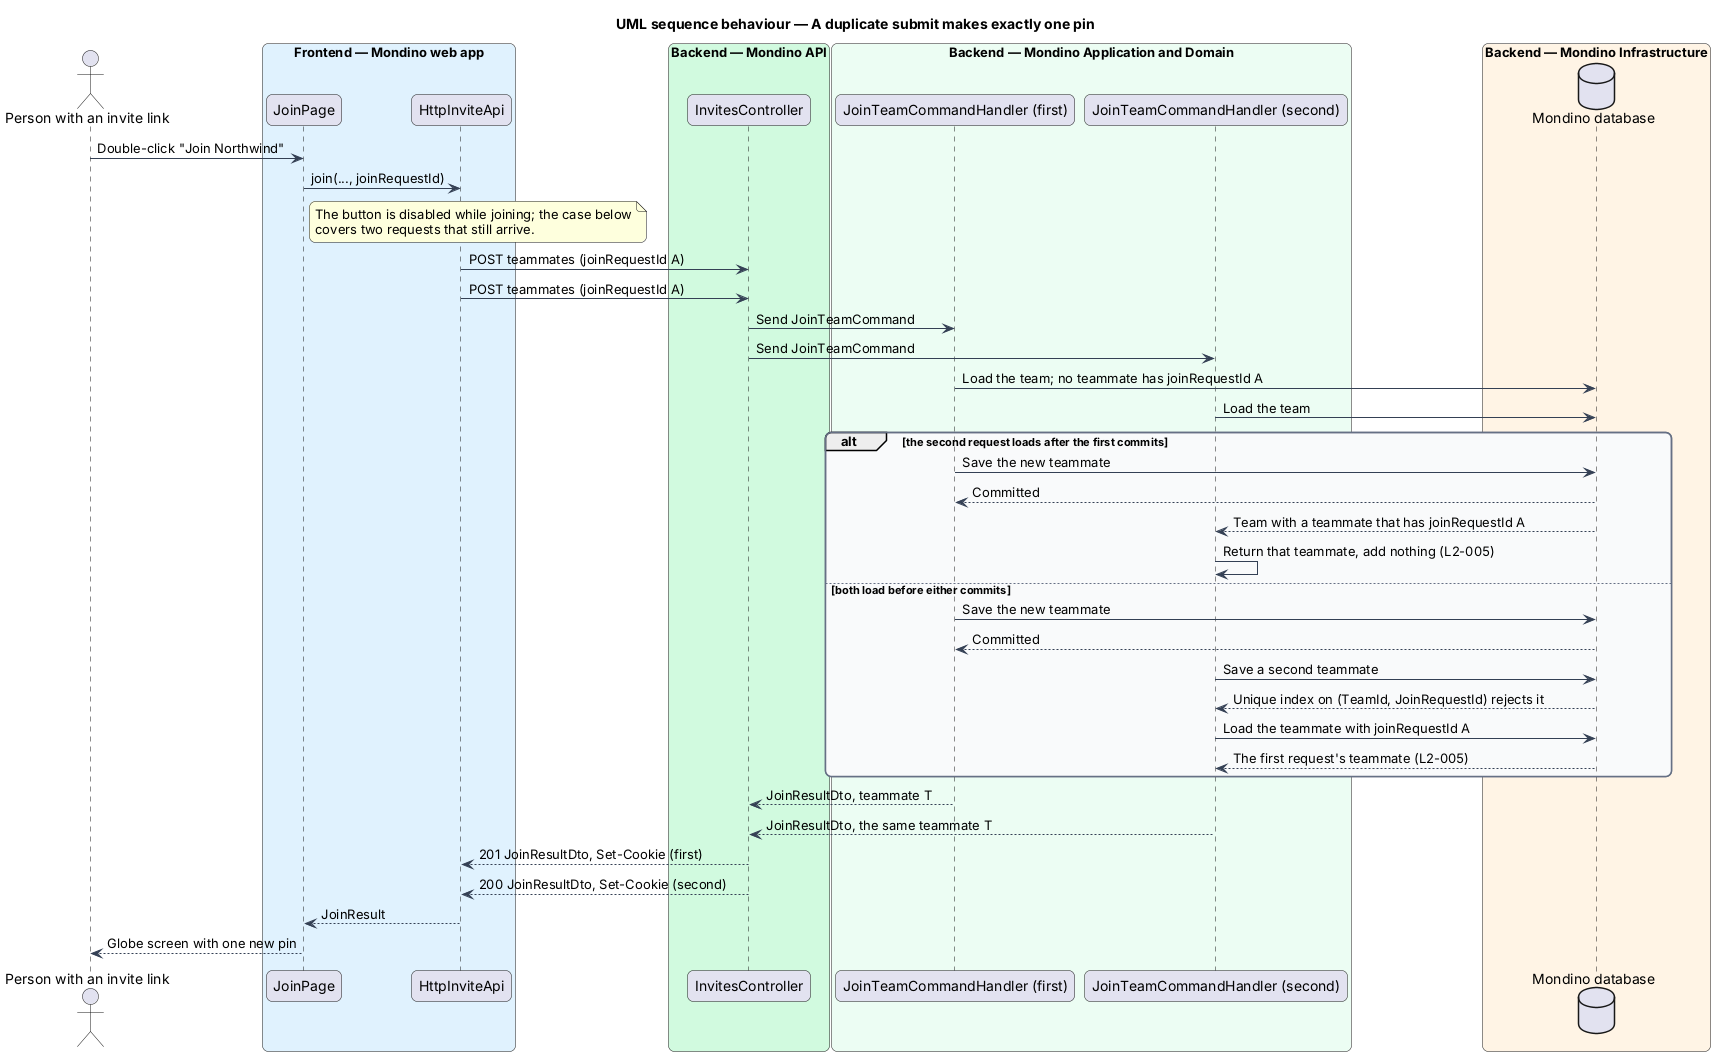 UML sequence behaviour — A duplicate submit makes exactly one pin
Frontend — Mondino web app
Backend — Mondino API
Backend — Mondino Application and Domain
Backend — Mondino Infrastructure
Person with an invite link
JoinPage
HttpInviteApi
InvitesController
JoinTeamCommandHandler (first)
JoinTeamCommandHandler (second)
Mondino database
Double-click "Join Northwind"
join(..., joinRequestId)
The button is disabled while joining; the case below
covers two requests that still arrive.
POST teammates (joinRequestId A)
POST teammates (joinRequestId A)
Send JoinTeamCommand
Send JoinTeamCommand
Load the team; no teammate has joinRequestId A
Load the team
alt
[the second request loads after the first commits]
Save the new teammate
Committed
Team with a teammate that has joinRequestId A
Return that teammate, add nothing (L2-005)
[both load before either commits]
Save the new teammate
Committed
Save a second teammate
Unique index on (TeamId, JoinRequestId) rejects it
Load the teammate with joinRequestId A
The first request's teammate (L2-005)
JoinResultDto, teammate T
JoinResultDto, the same teammate T
201 JoinResultDto, Set-Cookie (first)
200 JoinResultDto, Set-Cookie (second)
JoinResult
Globe screen with one new pin
Person with an invite link
JoinPage
HttpInviteApi
InvitesController
JoinTeamCommandHandler (first)
JoinTeamCommandHandler (second)
Mondino database